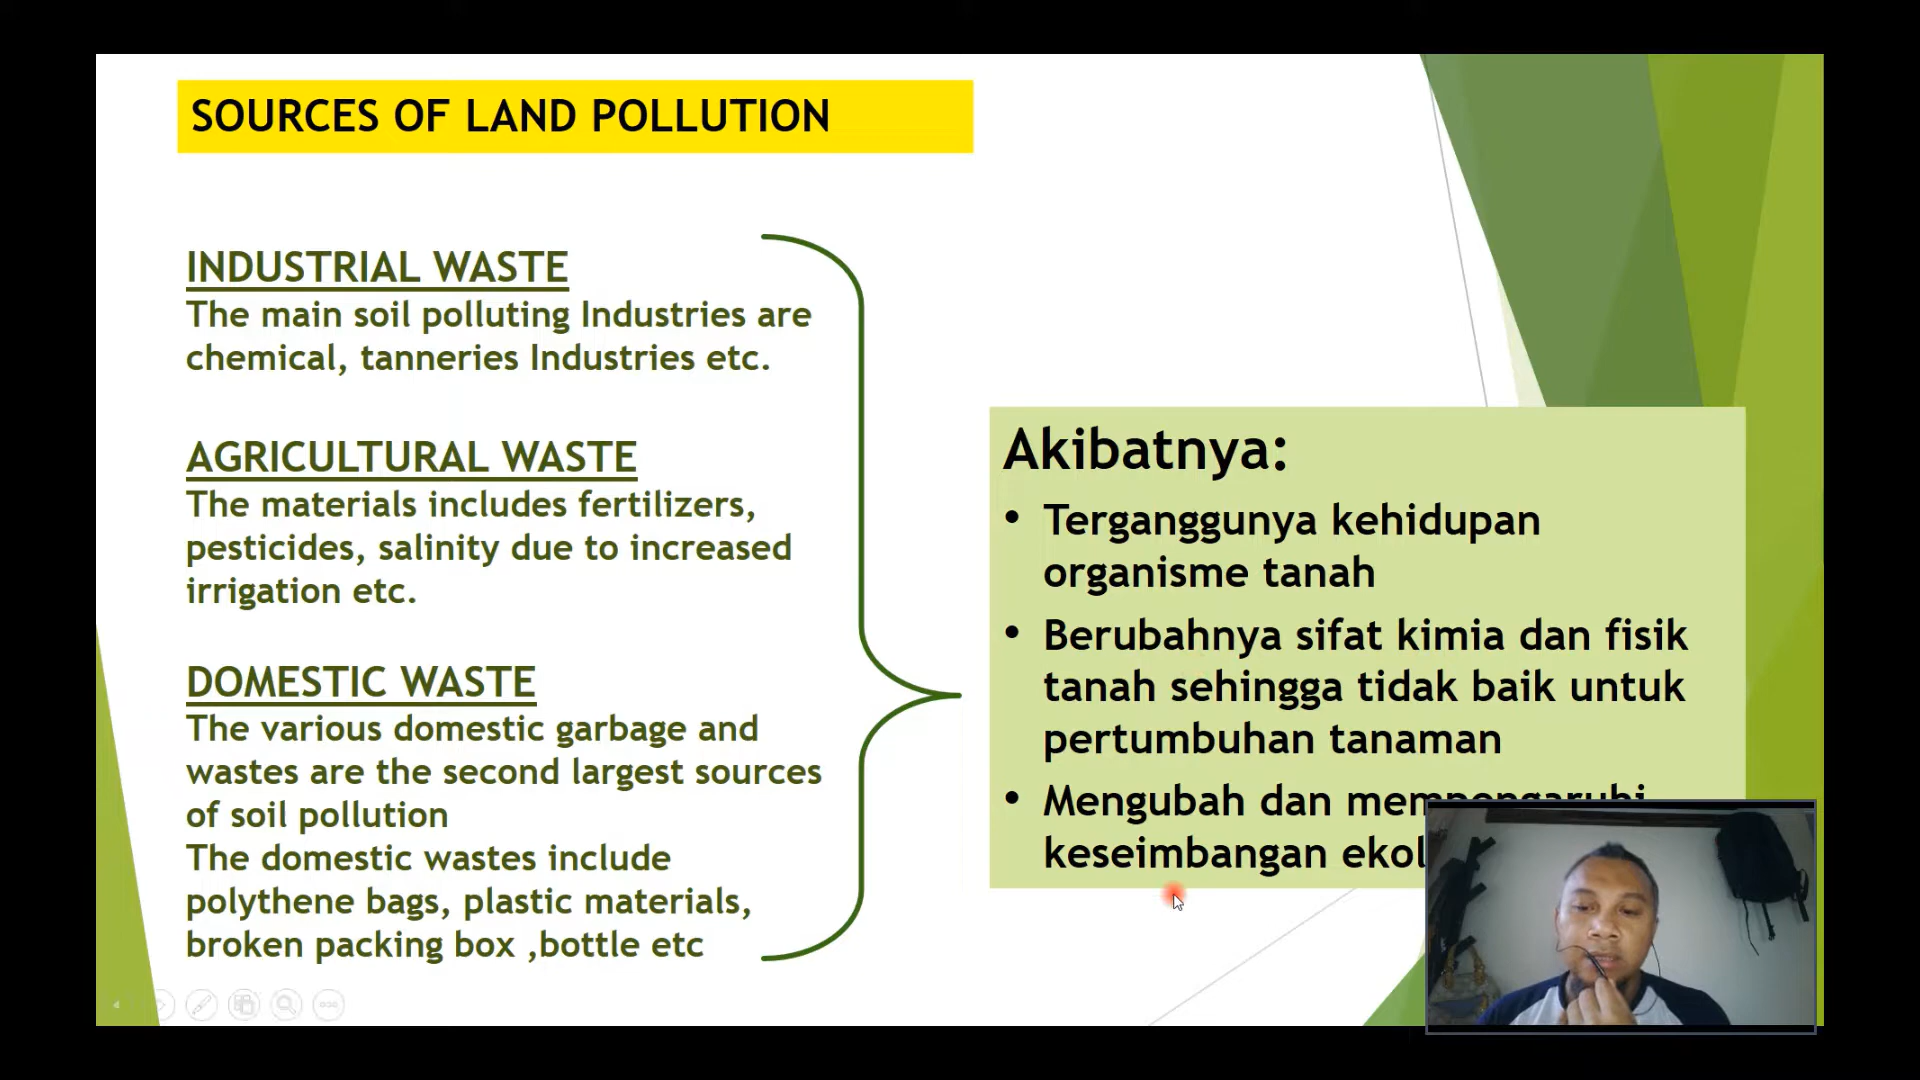 SOURCES OF LAND POLLUTION
INDUSTRIAL WASTE
The main soil polluting Industries are
chemical, tanneries Industries etc.
AGRICULTURAL WASTE
The materials includes fertilizers,
pesticides, salinity due to increased
irrigation etc.
DOMESTIC WASTE
The various domestic garbage and
wastes are the second largest sources
of soil pollution
The domestic wastes include
polythene bags, plastic materials,
broken packing box ,bottle etc
Akibatnya:
• Terganggunya kehidupan
organisme tanah
• Berubahnya sifat kimia dan fisik
tanah sehingga tidak baik untuk
pertumbuhan tanaman
• Mengubah dan mempengaruhi
keseimbangan